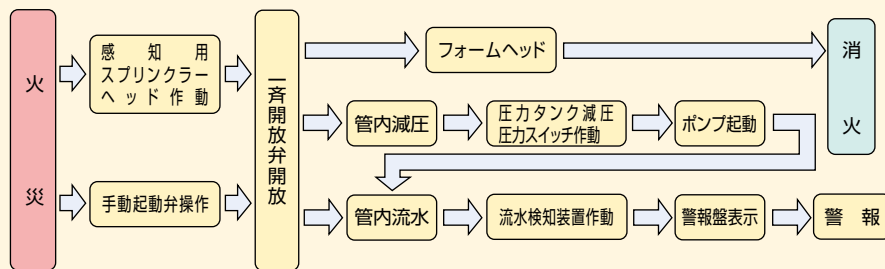 火災
感知用
スプリンクラー
ヘッド作動
手動起動弁操作
一斉開放弁開放
フォームヘッド
消火
管内減圧
圧力タンク減圧
圧力スイッチ作動
ポンプ起動
管内流水
流水検知装置作動
警報盤表示
警報